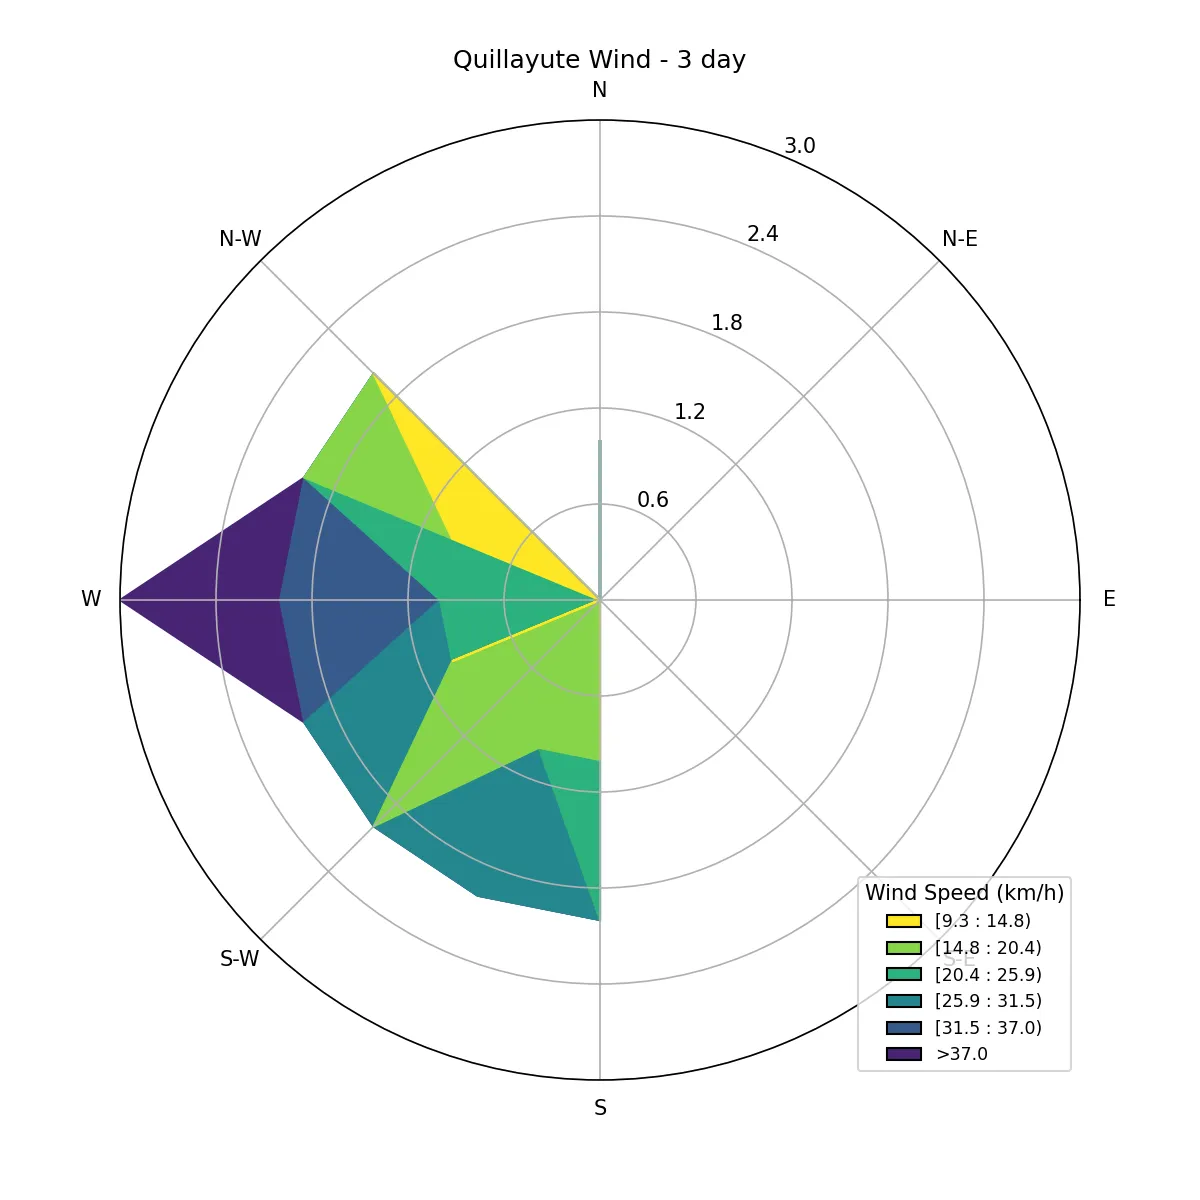 Quillayute Wind - 3 day
N
3.0
2.4
N-W
N-E
1.8
1.2
0.6
W
E
Wind Speed (km/h)
[9.3 : 14.8)
[14.8 : 20.4)
S-W
S-E
[20.4 : 25.9)
[25.9 : 31.5)
[31.5 : 37.0)
>37.0
S